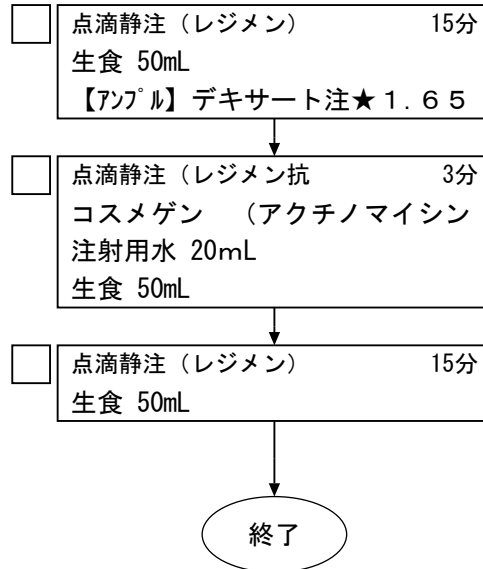 点滴静注（レジメン） 15分
生食 50mL
【ｱﾝﾌﾟﾙ】デキサート注★１.６５
点滴静注（レジメン抗 3分
コスメゲン （アクチノマイシン
注射用水 20mL
生食 50mL
点滴静注（レジメン） 15分
生食 50mL
終了